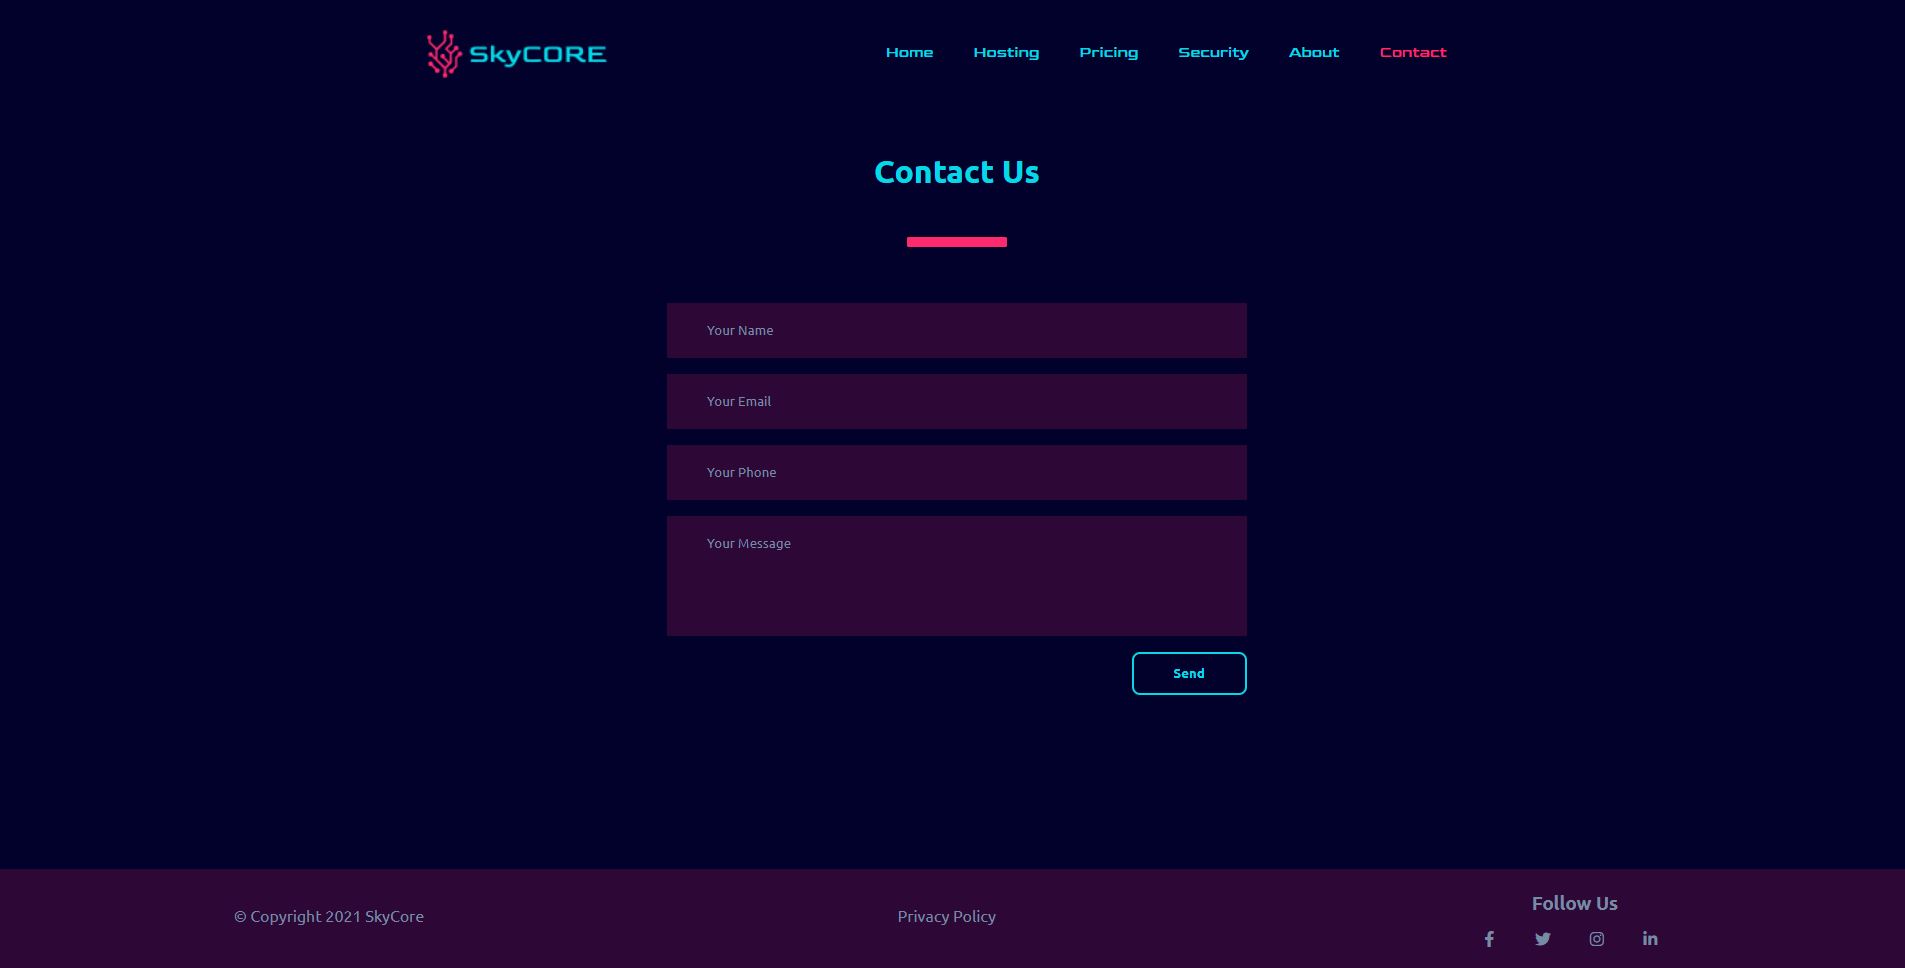 SkyCORE
Home Hosting Pricing Security About Contact
Contact Us
Your Name
Your Email
Your Phone
Your Message
Send
© Copyright 2021 SkyCore
Privacy Policy
Follow Us